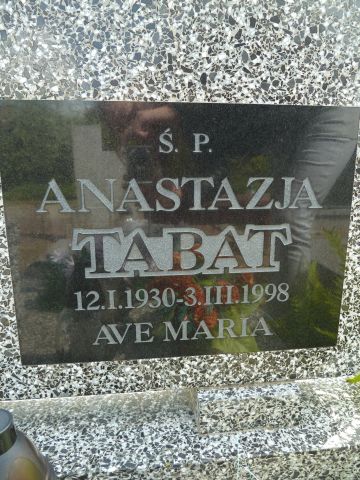 Ś. P.
ANASTAZJA
TABAT
12.I.1930-3.III.1998
AVE MARIA